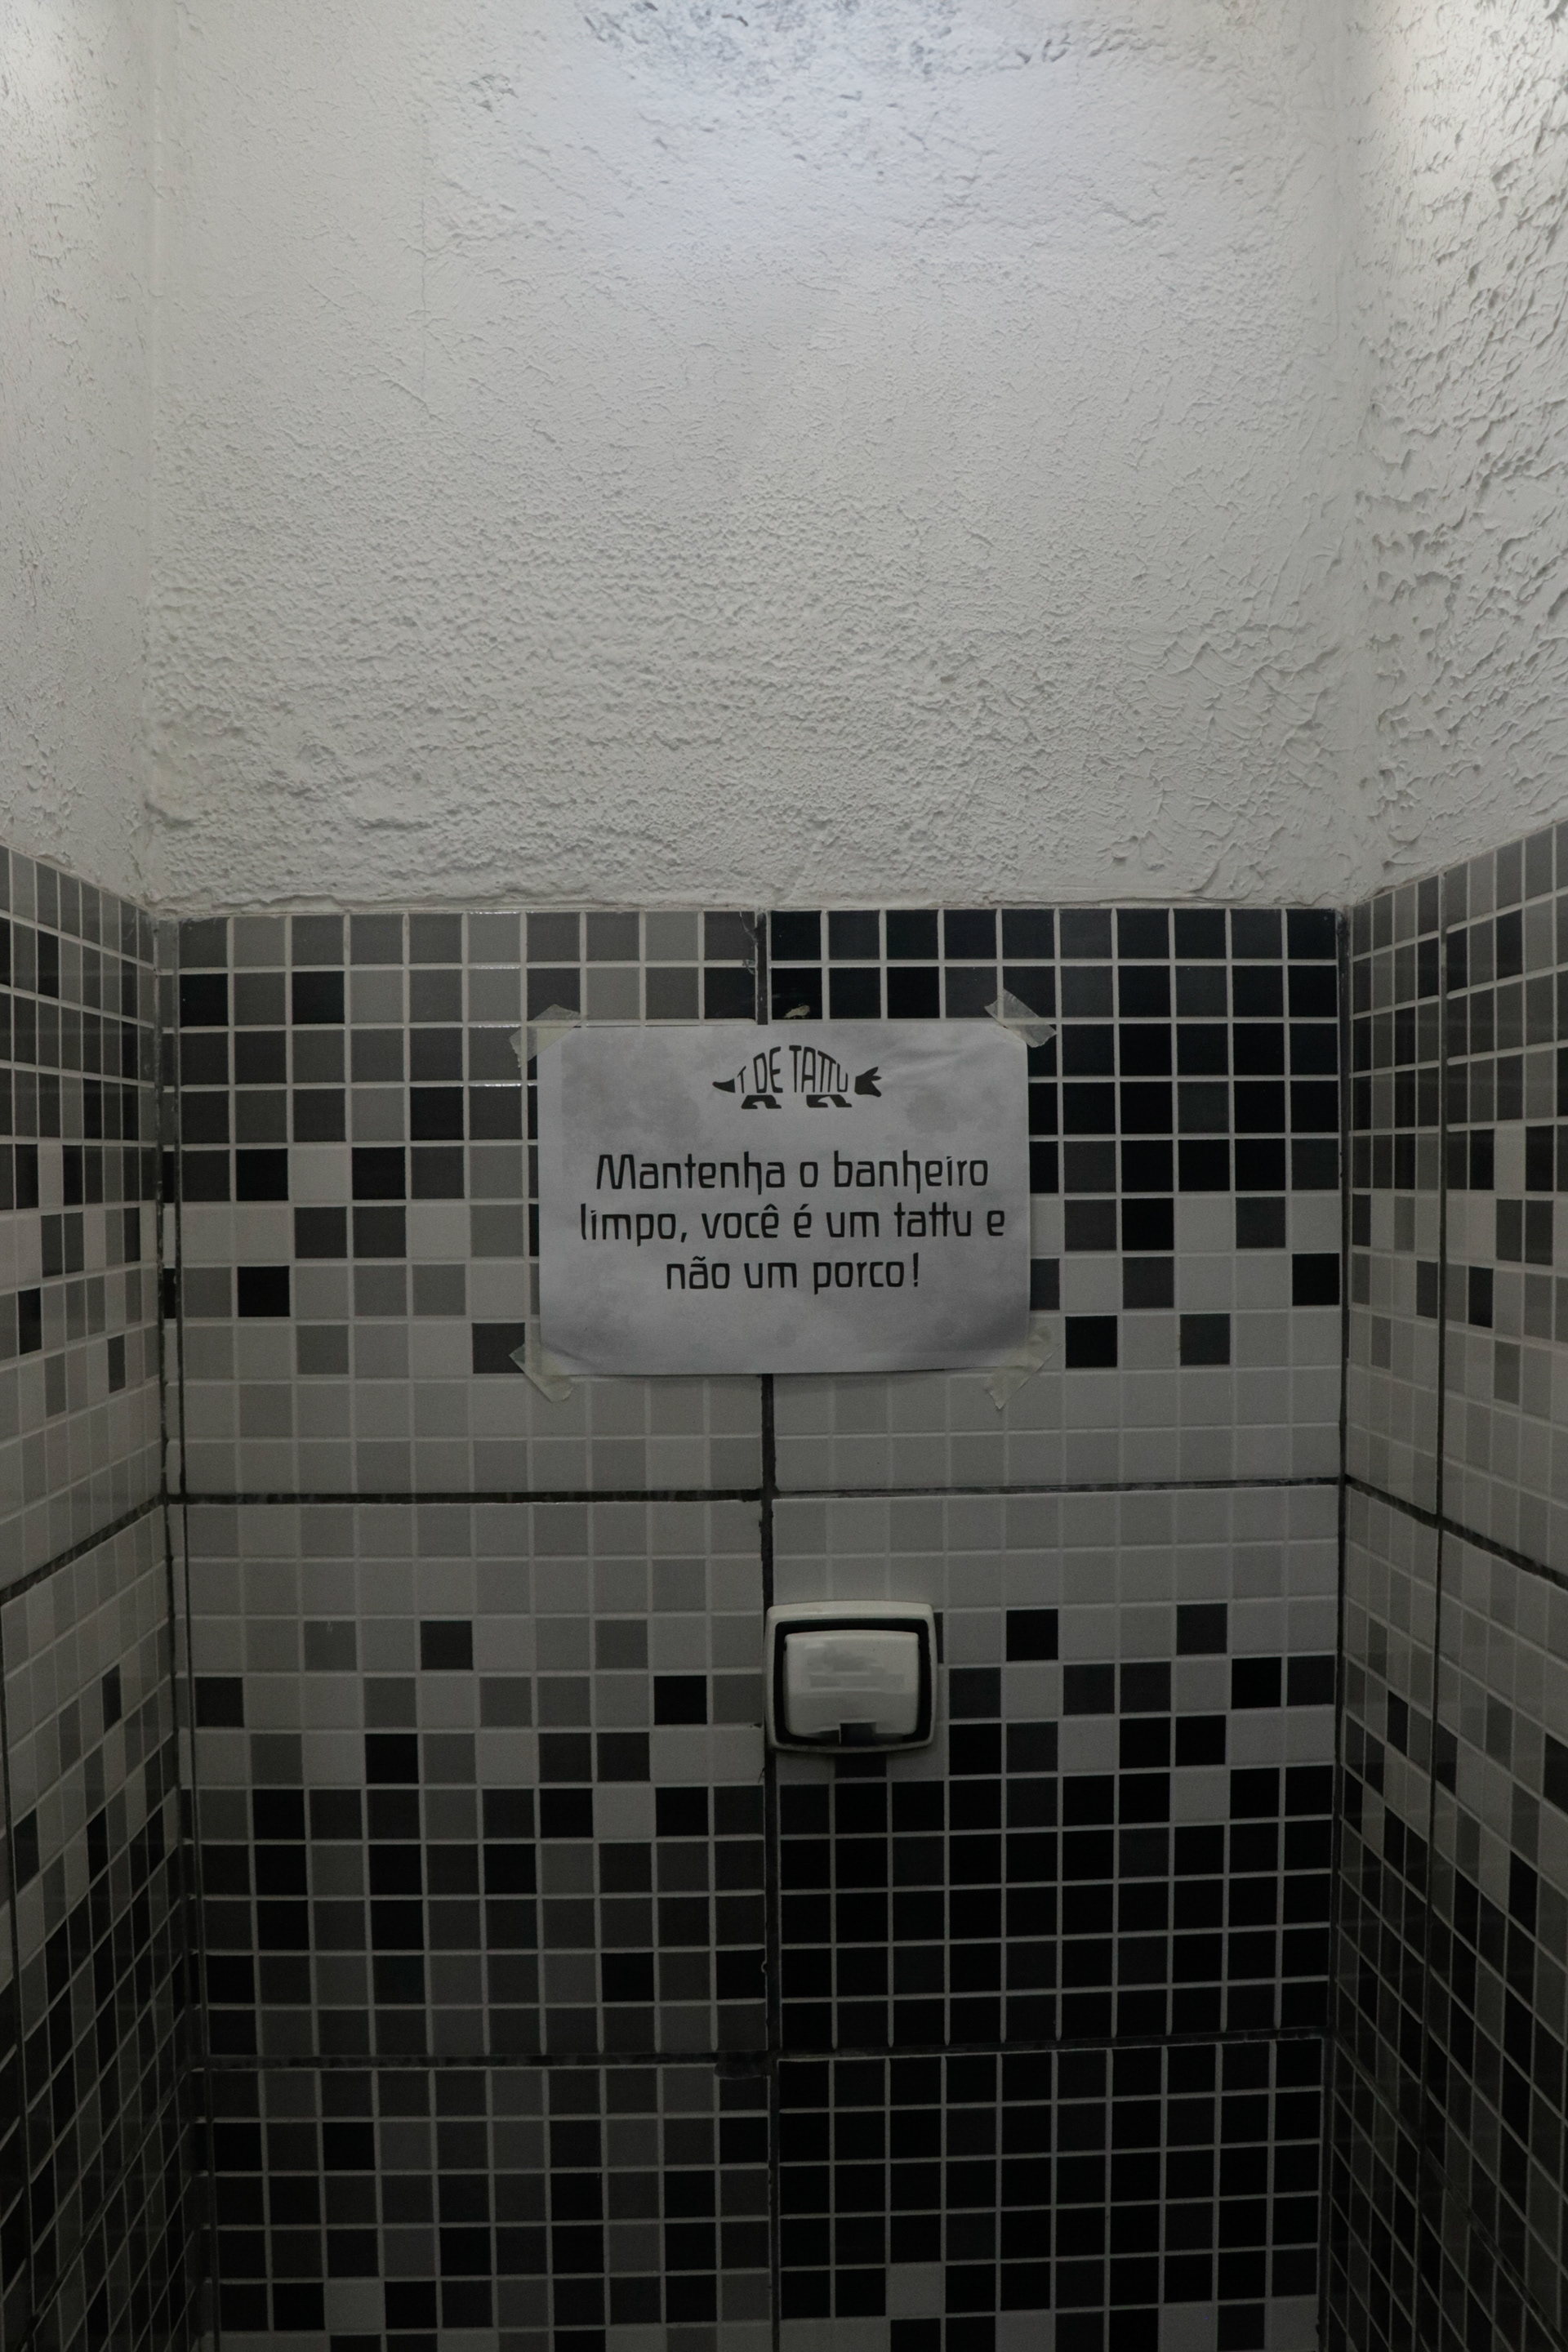 T DE TATTU
Mantenha o banheiro
limpo, você é um tattu e
não um porco!